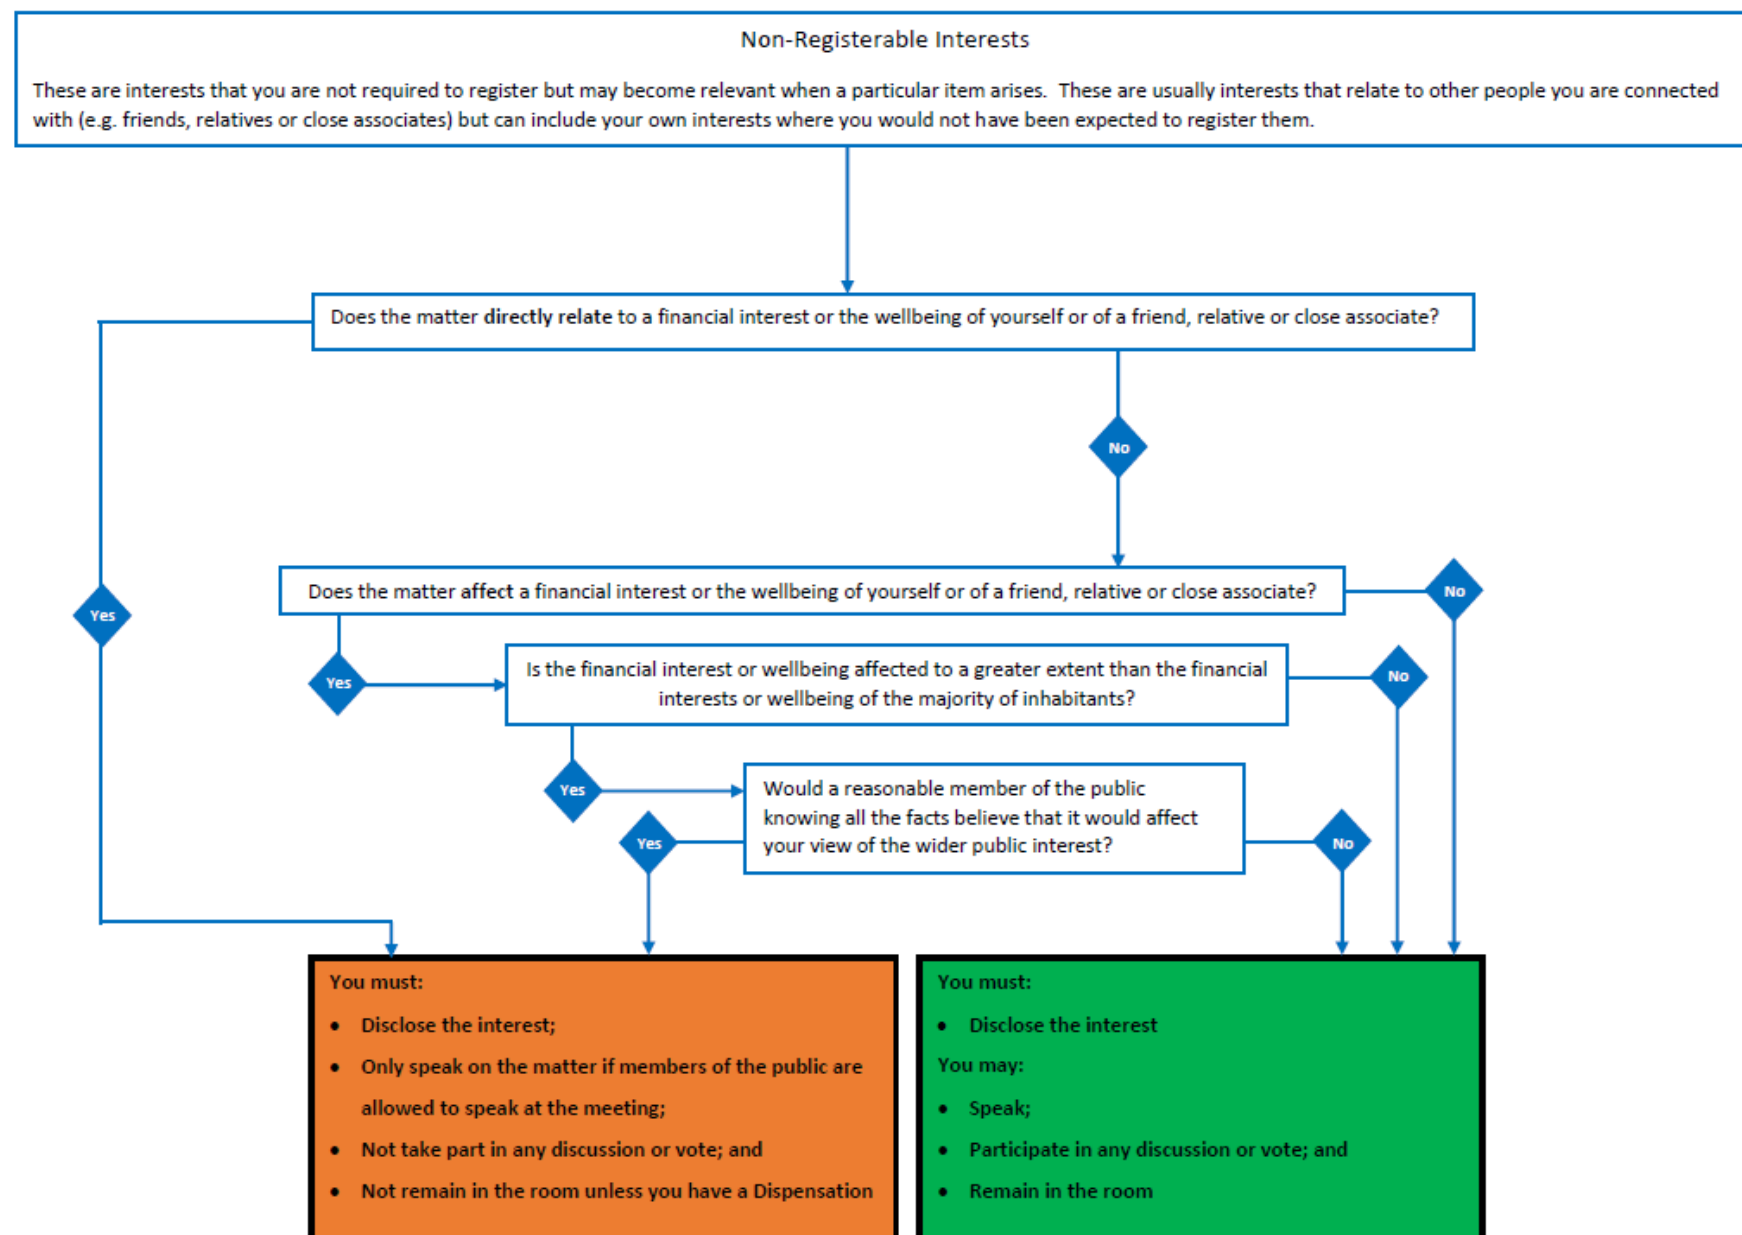 Non-Registerable Interests
These are interests that you are not required to register but may become relevant when a particular item arises. These are usually interests that relate to other people you are connected
with (e.g. friends, relatives or close associates) but can include your own interests where you would not have been expected to register them.
Does the matter directly relate to a financial interest or the wellbeing of yourself or of a friend, relative or close associate?
No
Does the matter affect a financial interest or the wellbeing of yourself or of a friend, relative or close associate?
No
Yes
Is the financial interest or wellbeing affected to a greater extent than the financial
interests or wellbeing of the majority of inhabitants?
No
Yes
Yes
Would a reasonable member of the public
knowing all the facts believe that it would affect
your view of the wider public interest?
Yes
No
You must:
• Disclose the interest;
• Only speak on the matter if members of the public are
allowed to speak at the meeting;
• Not take part in any discussion or vote; and
• Not remain in the room unless you have a Dispensation
You must:
• Disclose the interest
You may:
• Speak;
• Participate in any discussion or vote; and
• Remain in the room